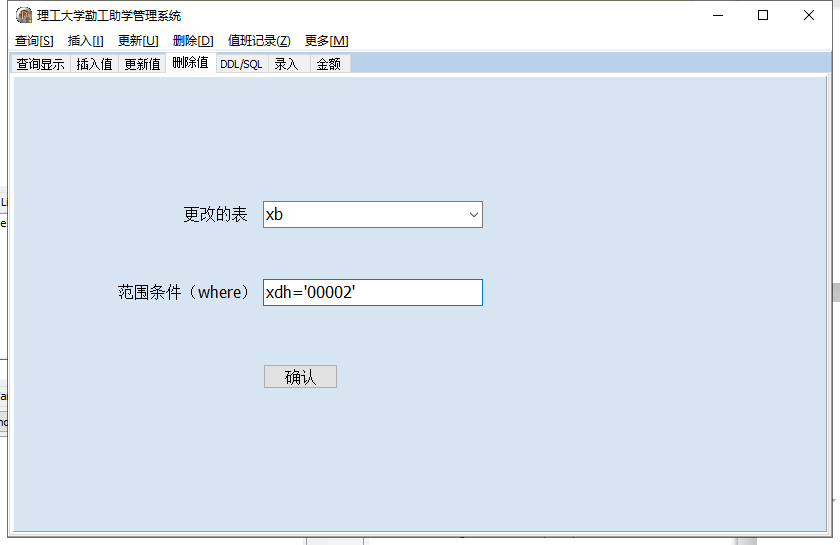 理工大学勤工助学管理系统
查询[S] 插入[I] 更新[U] 删除[D] 值班记录(Z) 更多[M]
查询显示 插入值 更新值 删除值 DDL/SQL 录入 金额
更改的表 xb
范围条件（where） xdh='00002'
确认